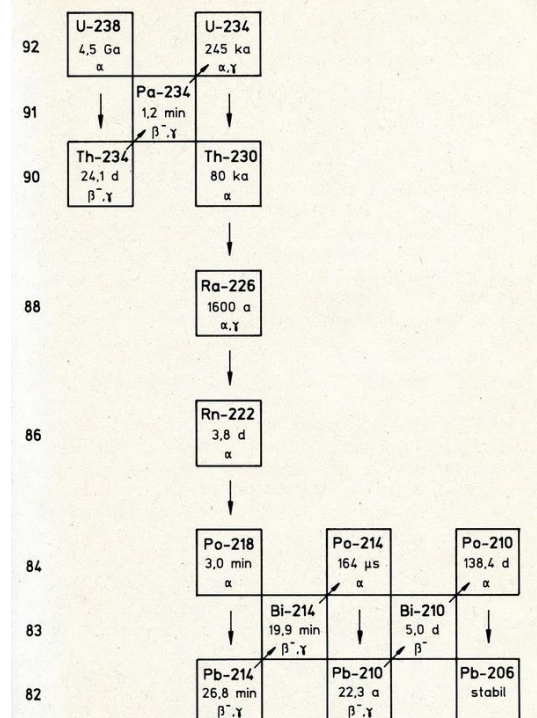 U-238 U-234
92 4,5 Ga 245 ka
α α,γ
Pa-234
91 1,2 min
β⁻,γ
Th-234 Th-230
90 24,1 d 80 ka
β⁻,γ α
Ra-226
88 1600 a
α,γ
Rn-222
86 3,8 d
α
Po-218 Po-214 Po-210
84 3,0 min 164 μs 138,4 d
α α α
Bi-214 Bi-210
83 19,9 min 5,0 d
β⁻,γ β⁻
Pb-214 Pb-210 Pb-206
82 26,8 min 22,3 a stabil
β⁻,γ β⁻,γ